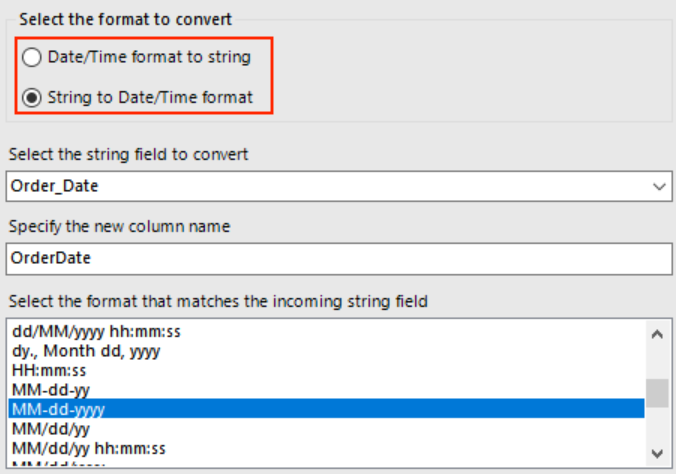 Select the format to convert
Date/Time format to string
String to Date/Time format
Select the string field to convert
Order_Date
Specify the new column name
OrderDate
Select the format that matches the incoming string field
dd/MM/yyyy hh:mm:ss
dy., Month dd, yyyy
HH:mm:ss
MM-dd-yy
MM-dd-yyyy
MM/dd/yy
MM/dd/yy hh:mm:ss